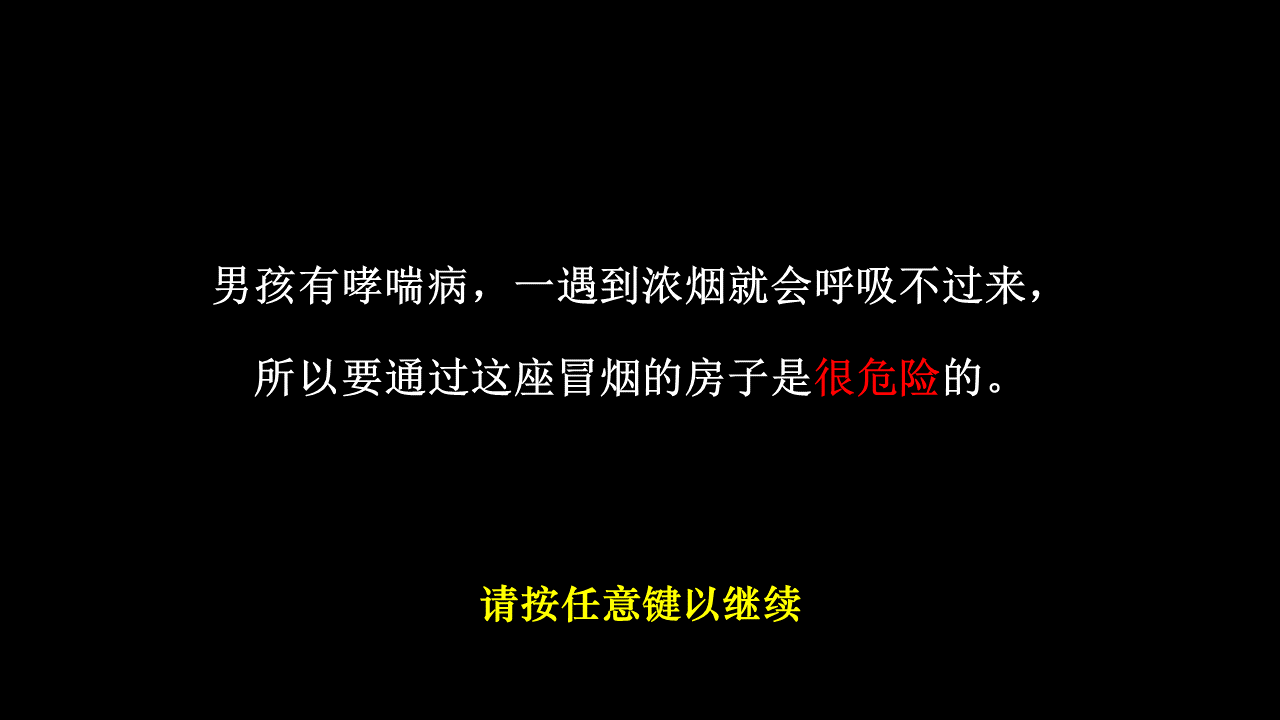 男孩有哮喘病，一遇到浓烟就会呼吸不过来，
所以要通过这座冒烟的房子是很危险的。
请按任意键以继续